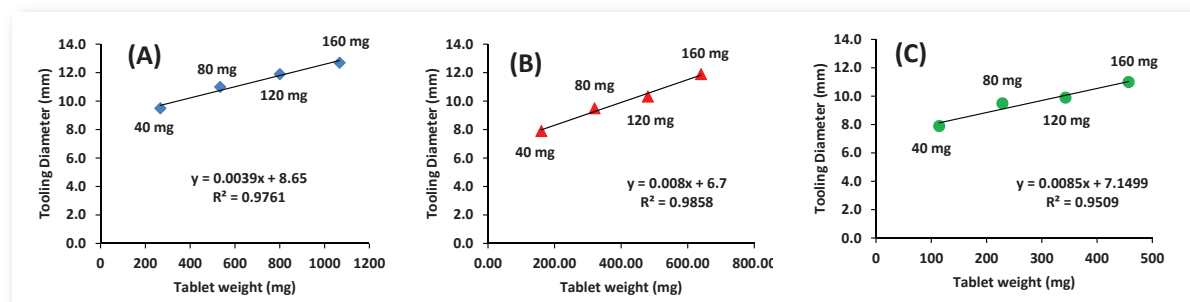 (A)
14.0
12.0
10.0
8.0
6.0
4.0
2.0
0.0
Tooling Diameter (mm)
40 mg
80 mg
120 mg
160 mg
y = 0.0039x + 8.65
R² = 0.9761
0 200 400 600 800 1000 1200
Tablet weight (mg)
(B)
14.0
12.0
10.0
8.0
6.0
4.0
2.0
0.0
Tooling Diameter (mm)
40 mg
80 mg
120 mg
160 mg
y = 0.008x + 6.7
R² = 0.9858
0.00 200.00 400.00 600.00 800.00
Tablet weight (mg)
(C)
14.0
12.0
10.0
8.0
6.0
4.0
2.0
0.0
Tooling Diameter (mm)
40 mg
80 mg
120 mg
160 mg
y = 0.0085x + 7.1499
R² = 0.9509
0 100 200 300 400 500
Tablet weight (mg)